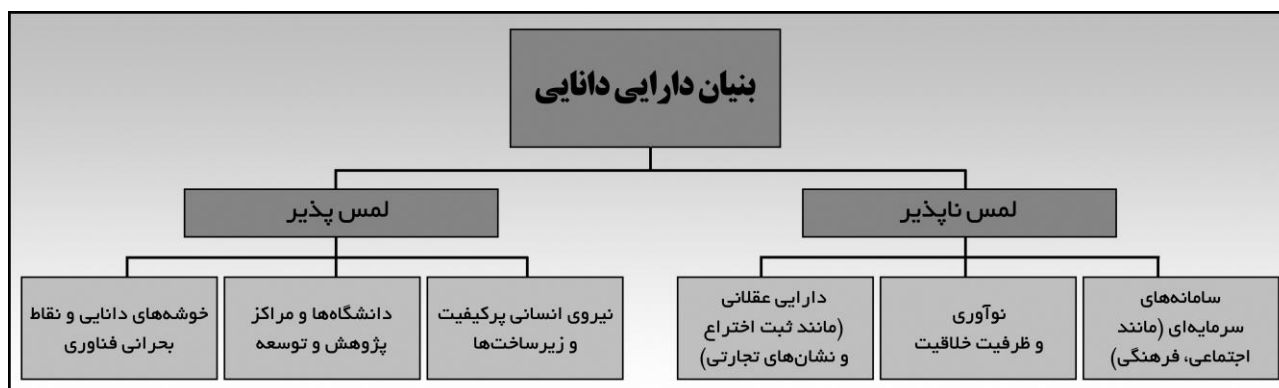 بنیان دارایی دانایی
لمس ناپذیر
لمس پذیر
سامانه‌های
سرمایه‌ای (مانند
اجتماعی، فرهنگی)
نوآوری
و ظرفیت خلاقیت
دارایی عقلانی
(مانند ثبت اختراع
و نشان‌های تجارتی)
نیروی انسانی پرکیفیت
و زیرساخت‌ها
دانشگاه‌ها و مراکز
پژوهش و توسعه
خوشه‌های دانایی و نقاط
بحرانی فناوری